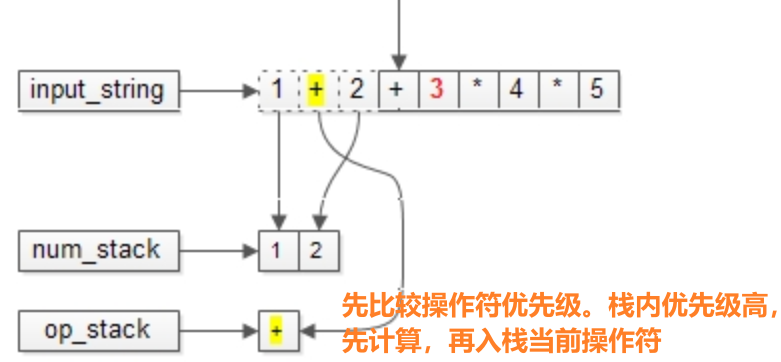 input_string 1 + 2 + 3 * 4 * 5
num_stack 1 2
先比较操作符优先级。栈内优先级高,
op_stack +
先计算，再入栈当前操作符